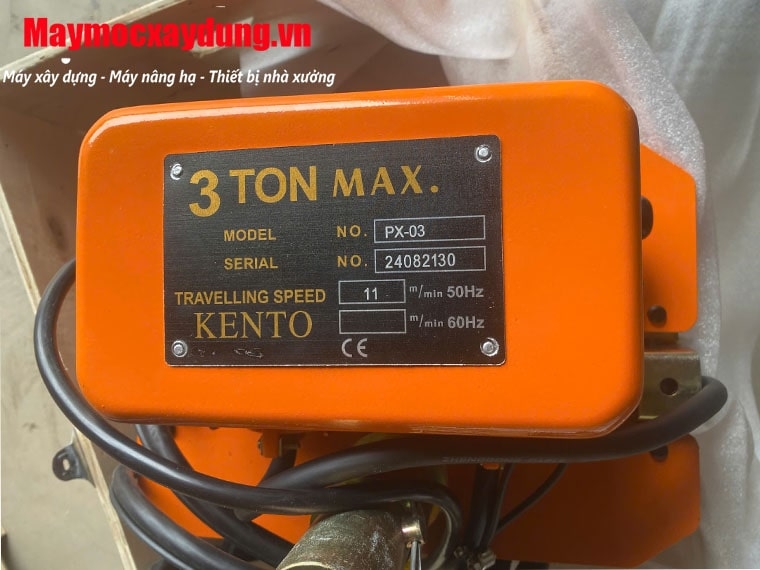 Maymocxaydung.vn
Máy xây dựng - Máy nâng hạ - Thiết bị nhà xưởng
3 TON MAX.
MODEL NO. PX-03
SERIAL NO. 24082130
TRAVELLING SPEED 11 m/min 50Hz
KENTO m/min 60Hz
CE